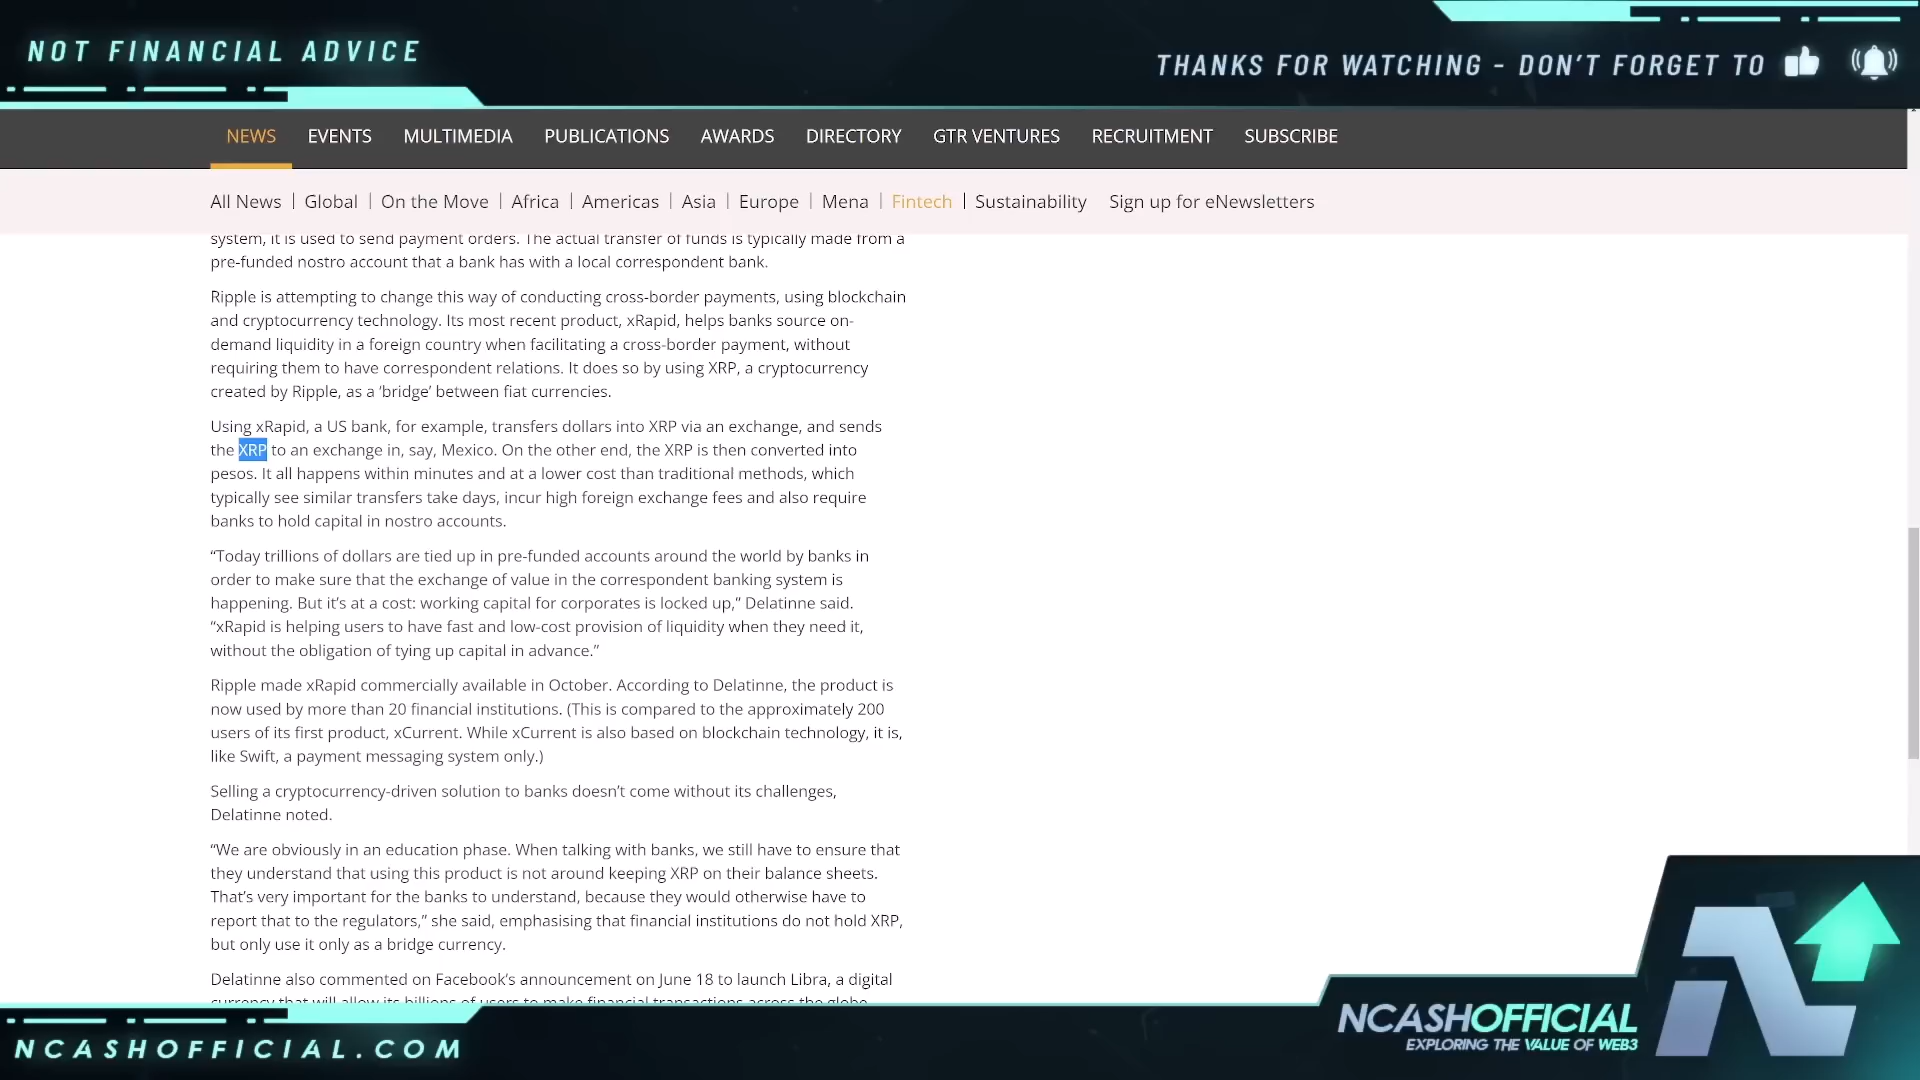 NOT FINANCIAL ADVICE
THANKS FOR WATCHING - DON'T FORGET TO
NEWS EVENTS MULTIMEDIA PUBLICATIONS AWARDS DIRECTORY GTR VENTURES RECRUITMENT SUBSCRIBE
All News | Global | On the Move | Africa | Americas | Asia | Europe | Mena | Fintech | Sustainability Sign up for eNewsletters
system, it is used to send payment orders. The actual transfer of funds is typically made from a
pre-funded nostro account that a bank has with a local correspondent bank.
Ripple is attempting to change this way of conducting cross-border payments, using blockchain
and cryptocurrency technology. Its most recent product, xRapid, helps banks source on-
demand liquidity in a foreign country when facilitating a cross-border payment, without
requiring them to have correspondent relations. It does so by using XRP, a cryptocurrency
created by Ripple, as a ‘bridge’ between fiat currencies.
Using xRapid, a US bank, for example, transfers dollars into XRP via an exchange, and sends
the XRP to an exchange in, say, Mexico. On the other end, the XRP is then converted into
pesos. It all happens within minutes and at a lower cost than traditional methods, which
typically see similar transfers take days, incur high foreign exchange fees and also require
banks to hold capital in nostro accounts.
“Today trillions of dollars are tied up in pre-funded accounts around the world by banks in
order to make sure that the exchange of value in the correspondent banking system is
happening. But it’s at a cost: working capital for corporates is locked up,” Delatinne said.
“xRapid is helping users to have fast and low-cost provision of liquidity when they need it,
without the obligation of tying up capital in advance.”
Ripple made xRapid commercially available in October. According to Delatinne, the product is
now used by more than 20 financial institutions. (This is compared to the approximately 200
users of its first product, xCurrent. While xCurrent is also based on blockchain technology, it is,
like Swift, a payment messaging system only.)
Selling a cryptocurrency-driven solution to banks doesn’t come without its challenges,
Delatinne noted.
“We are obviously in an education phase. When talking with banks, we still have to ensure that
they understand that using this product is not around keeping XRP on their balance sheets.
That’s very important for the banks to understand, because they would otherwise have to
report that to the regulators,” she said, emphasising that financial institutions do not hold XRP,
but only use it only as a bridge currency.
Delatinne also commented on Facebook’s announcement on June 18 to launch Libra, a digital
currency that will allow its billions of users to make financial transactions across the globe
NCASHOFFICIAL
EXPLORING THE VALUE OF WEB3
NCASHOFFICIAL.COM